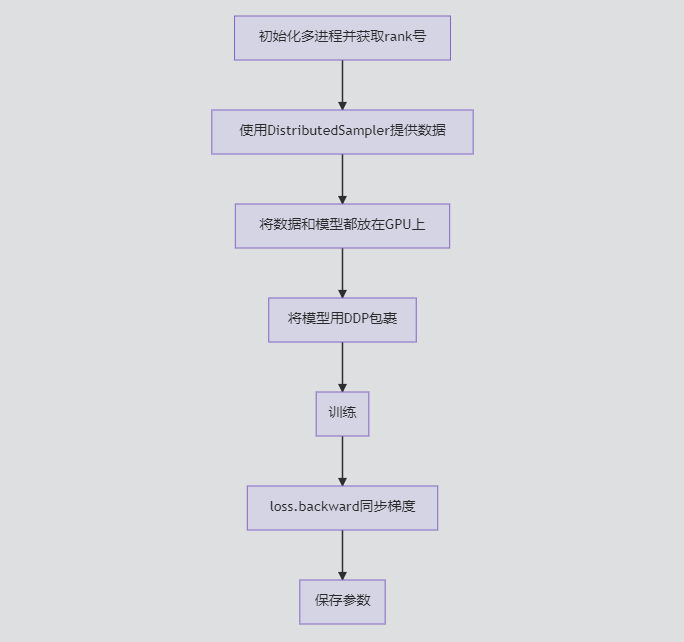 初始化多进程并获取rank号
使用DistributedSampler提供数据
将数据和模型都放在GPU上
将模型用DDP包裹
训练
loss.backward同步梯度
保存参数